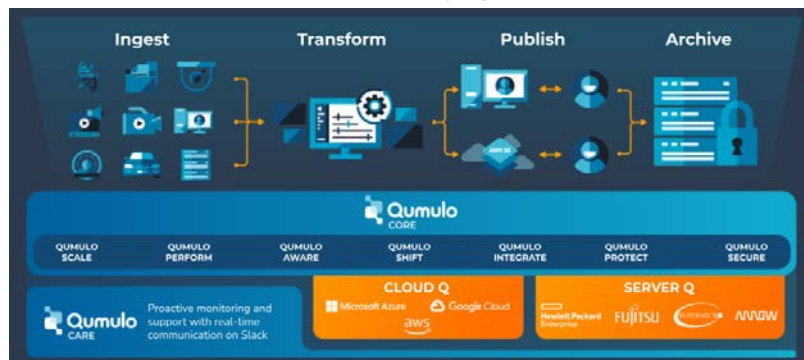 Ingest
Transform
Publish
Archive
AWS S3
Qumulo
CORE
QUMULO SCALE
QUMULO PERFORM
QUMULO AWARE
QUMULO SHIFT
QUMULO INTEGRATE
QUMULO PROTECT
QUMULO SECURE
Qumulo
CARE
Proactive monitoring and
support with real-time
communication on Slack
CLOUD Q
Microsoft Azure
Google Cloud
aws
SERVER Q
Hewlett Packard
Enterprise
FUJITSU
SUPERMICRO
ARROW